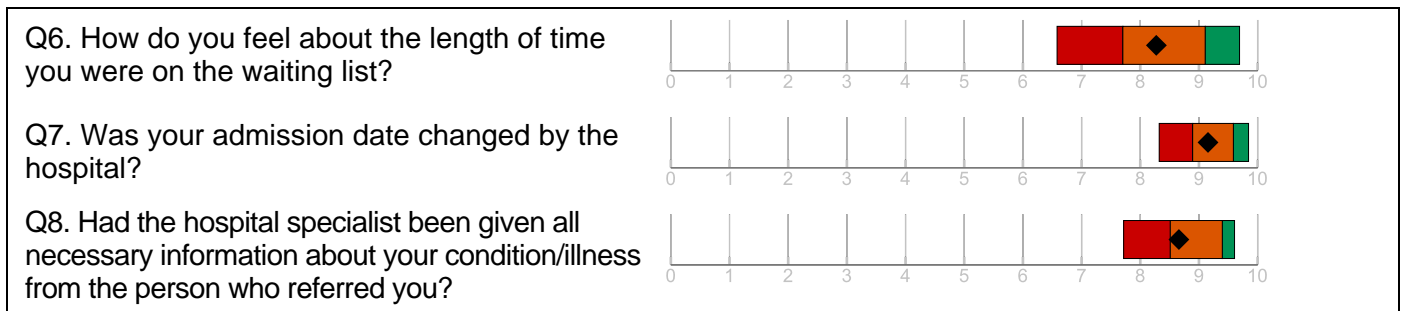 Q6. How do you feel about the length of time
you were on the waiting list?
0 1 2 3 4 5 6 7 8 9 10
Q7. Was your admission date changed by the
hospital?
0 1 2 3 4 5 6 7 8 9 10
Q8. Had the hospital specialist been given all
necessary information about your condition/illness
from the person who referred you?
0 1 2 3 4 5 6 7 8 9 10